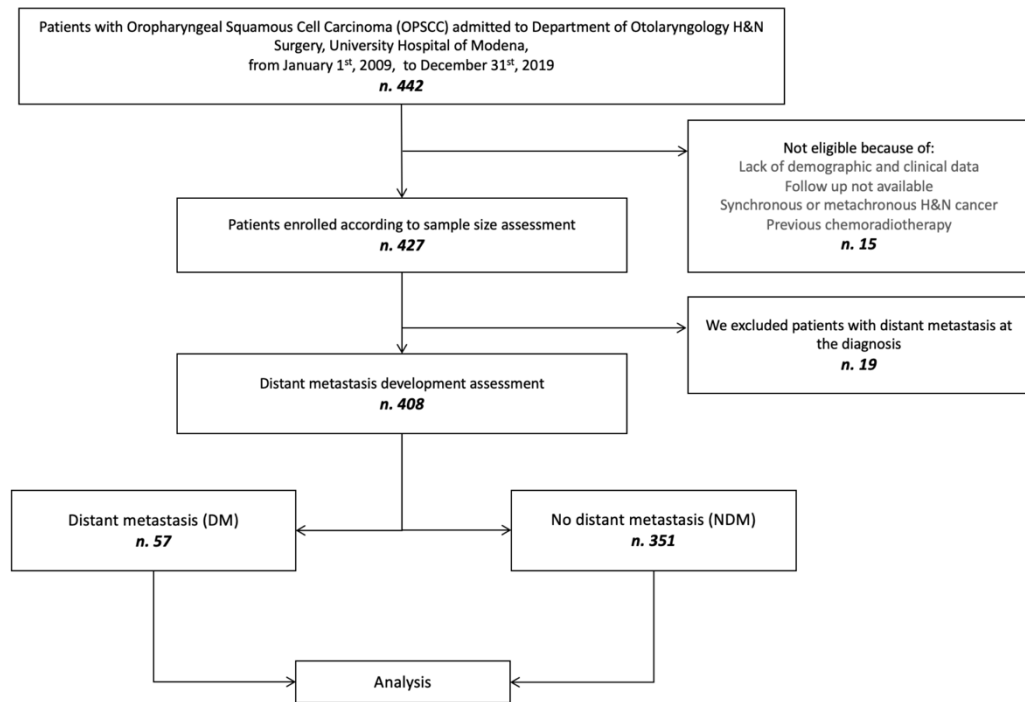 Patients with Oropharyngeal Squamous Cell Carcinoma (OPSCC) admitted to Department of Otolaryngology H&N
Surgery, University Hospital of Modena,
from January 1st, 2009, to December 31st, 2019
n. 442
Not eligible because of:
Lack of demographic and clinical data
Follow up not available
Synchronous or metachronous H&N cancer
Previous chemoradiotherapy
n. 15
Patients enrolled according to sample size assessment
n. 427
We excluded patients with distant metastasis at
the diagnosis
n. 19
Distant metastasis development assessment
n. 408
Distant metastasis (DM)
n. 57
No distant metastasis (NDM)
n. 351
Analysis